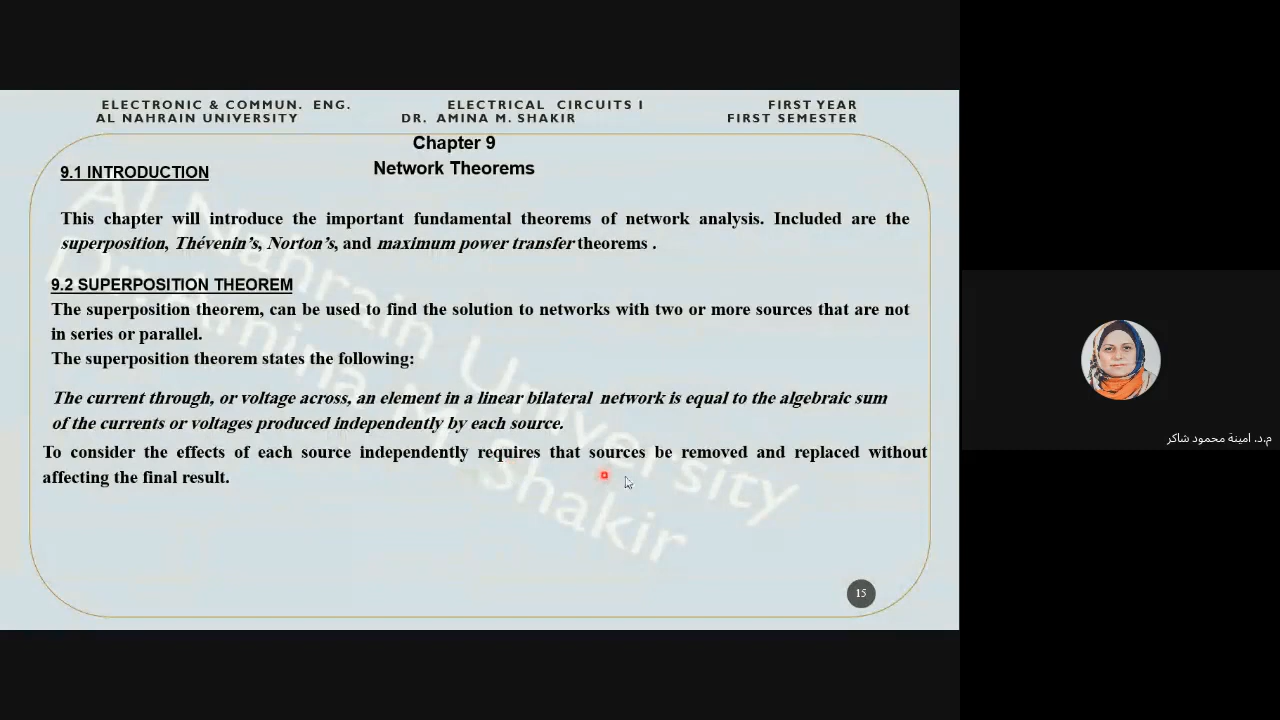 ELECTRONIC & COMMUN. ENG. ELECTRICAL CIRCUITS I FIRST YEAR
AL NAHRAIN UNIVERSITY DR. AMINA M. SHAKIR FIRST SEMESTER
Chapter 9
Network Theorems
9.1 INTRODUCTION
This chapter will introduce the important fundamental theorems of network analysis. Included are the
superposition, Thévenin's, Norton's, and maximum power transfer theorems .
9.2 SUPERPOSITION THEOREM
The superposition theorem, can be used to find the solution to networks with two or more sources that are not
in series or parallel.
The superposition theorem states the following:
The current through, or voltage across, an element in a linear bilateral network is equal to the algebraic sum
of the currents or voltages produced independently by each source.
To consider the effects of each source independently requires that sources be removed and replaced without
affecting the final result.
Al Nahrain University
Dr. Amina M. Shakir
15
م.د. امينة محمود شاكر